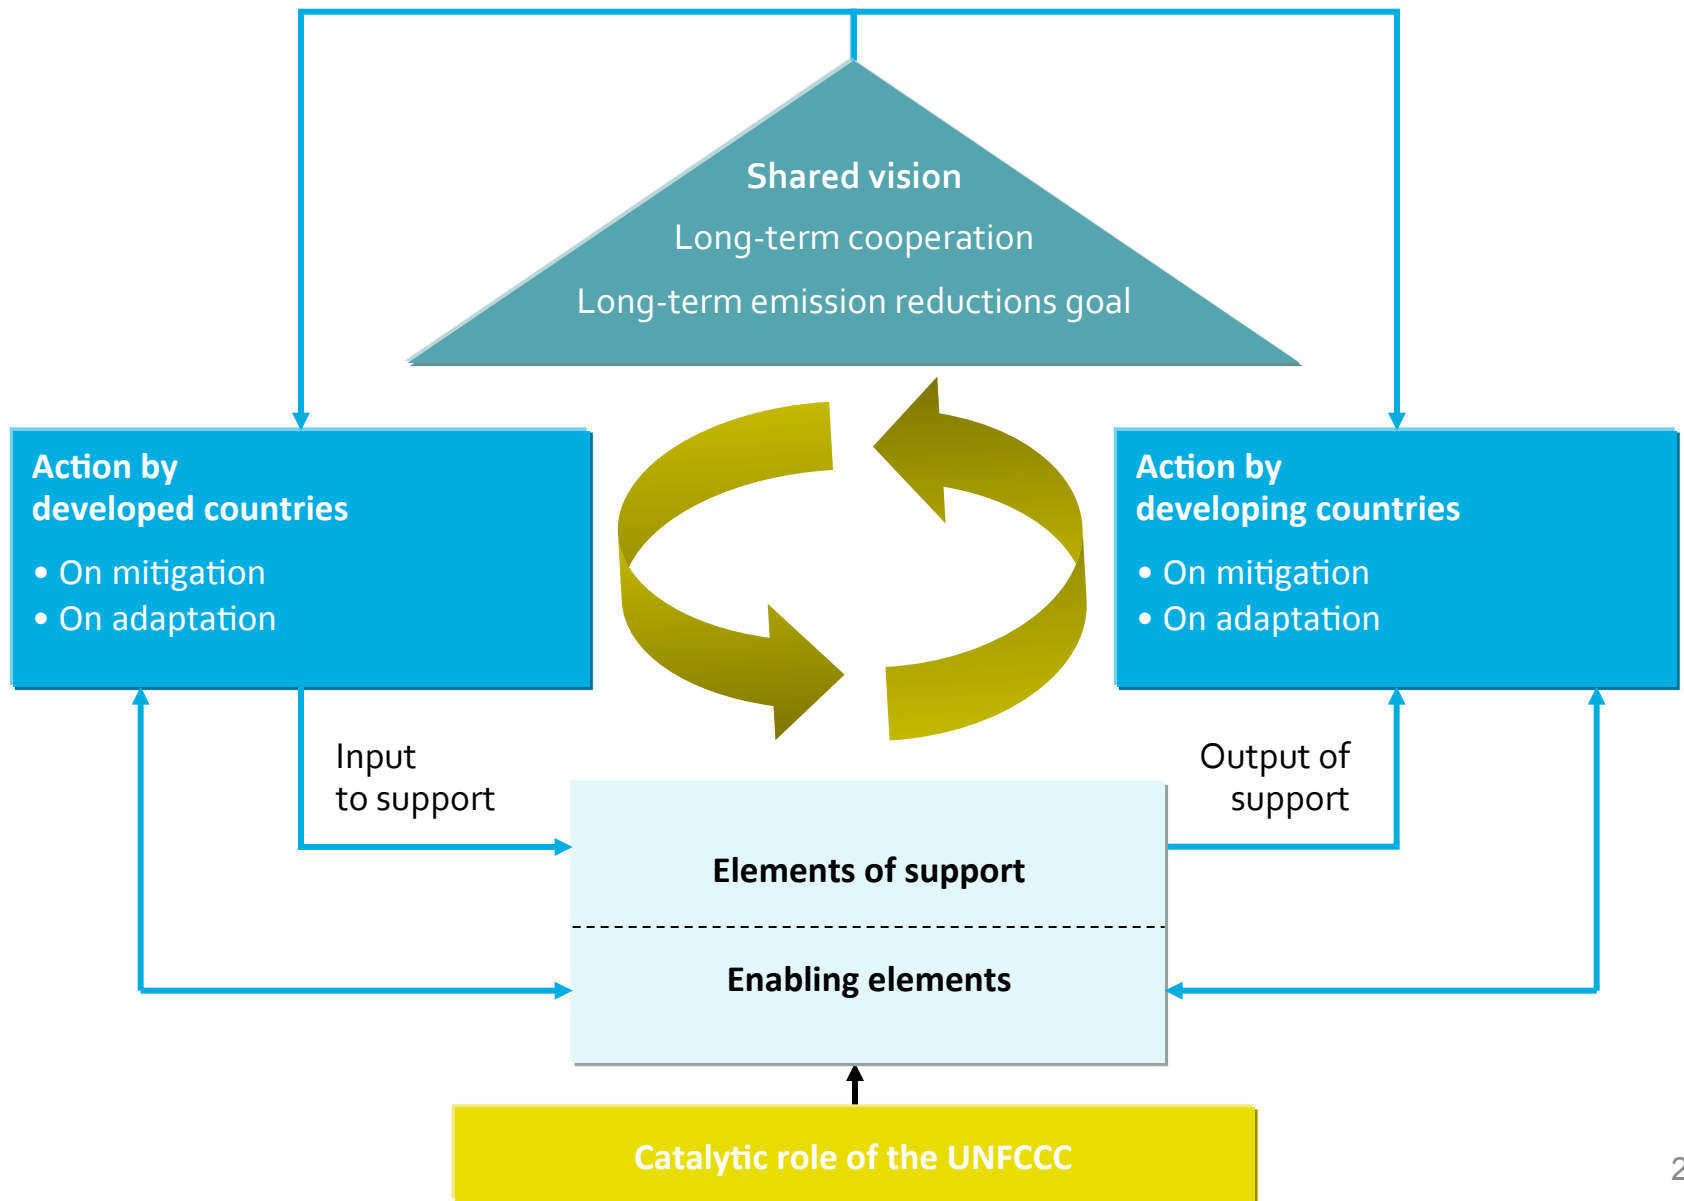 Shared vision
Long-term cooperation
Long-term emission reductions goal
Action by
developed countries
• On mitigation
• On adaptation
Action by
developing countries
• On mitigation
• On adaptation
Input
to support
Output of
support
Elements of support
Enabling elements
Catalytic role of the UNFCCC
2